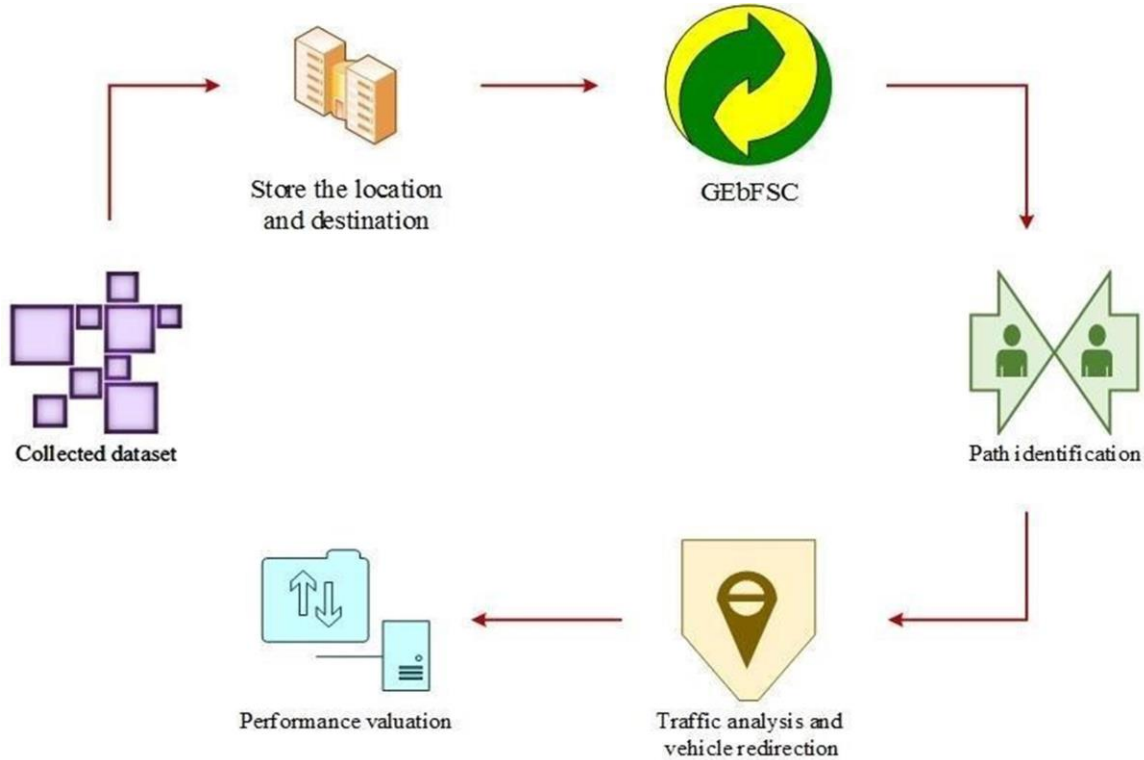 Store the location
and destination
GEbFSC
Collected dataset
Path identification
Performance valuation
Traffic analysis and
vehicle redirection